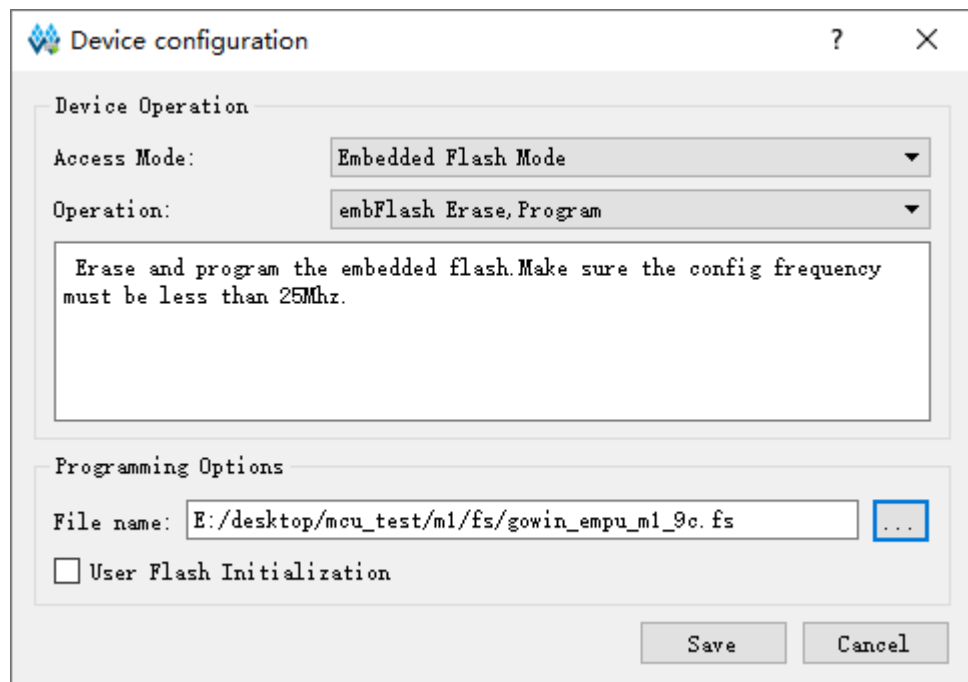 Device configuration
?
Device Operation
Access Mode:
Embedded Flash Mode
Operation:
embFlash Erase,Program
Erase and program the embedded flash.Make sure the config frequency
must be less than 25Mhz.
Programming Options
File name:
E:/desktop/mcu_test/m1/fs/gowin_empu_m1_9c.fs
...
User Flash Initialization
Save
Cancel